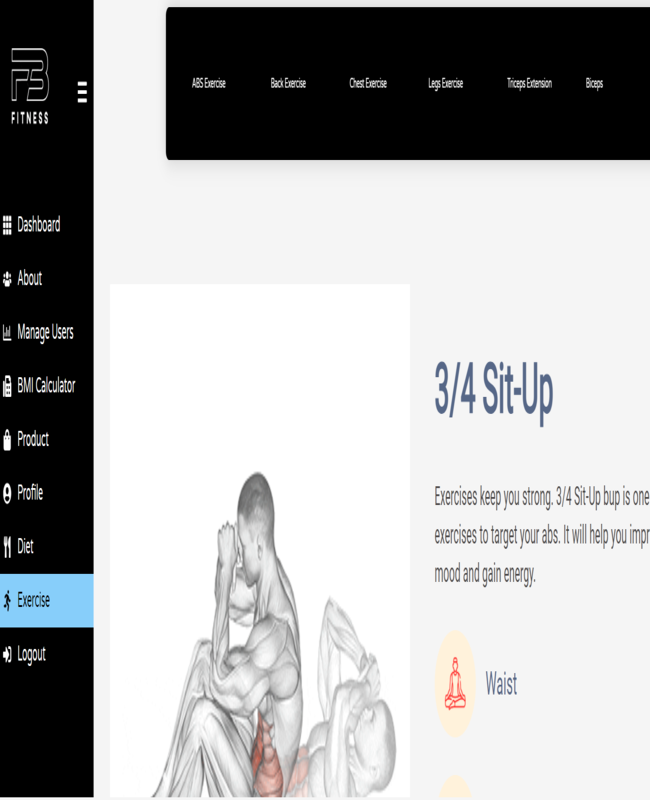 FB
FITNESS
ABS Exercise Back Exercise Chest Exercise Legs Exercise Triceps Extension Biceps
Dashboard
About
Manage Users
BMI Calculator
Product
Profile
Diet
Exercise
Logout
3/4 Sit-Up
Exercises keep you strong. 3/4 Sit-Up bup is one
exercises to target your abs. It will help you impr
mood and gain energy.
Waist